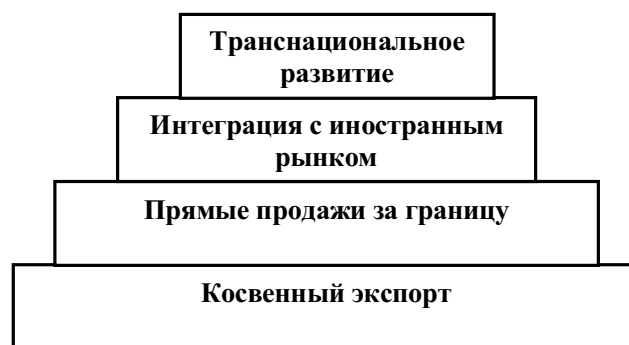 Транснациональное
развитие
Интеграция с иностранным
рынком
Прямые продажи за границу
Косвенный экспорт